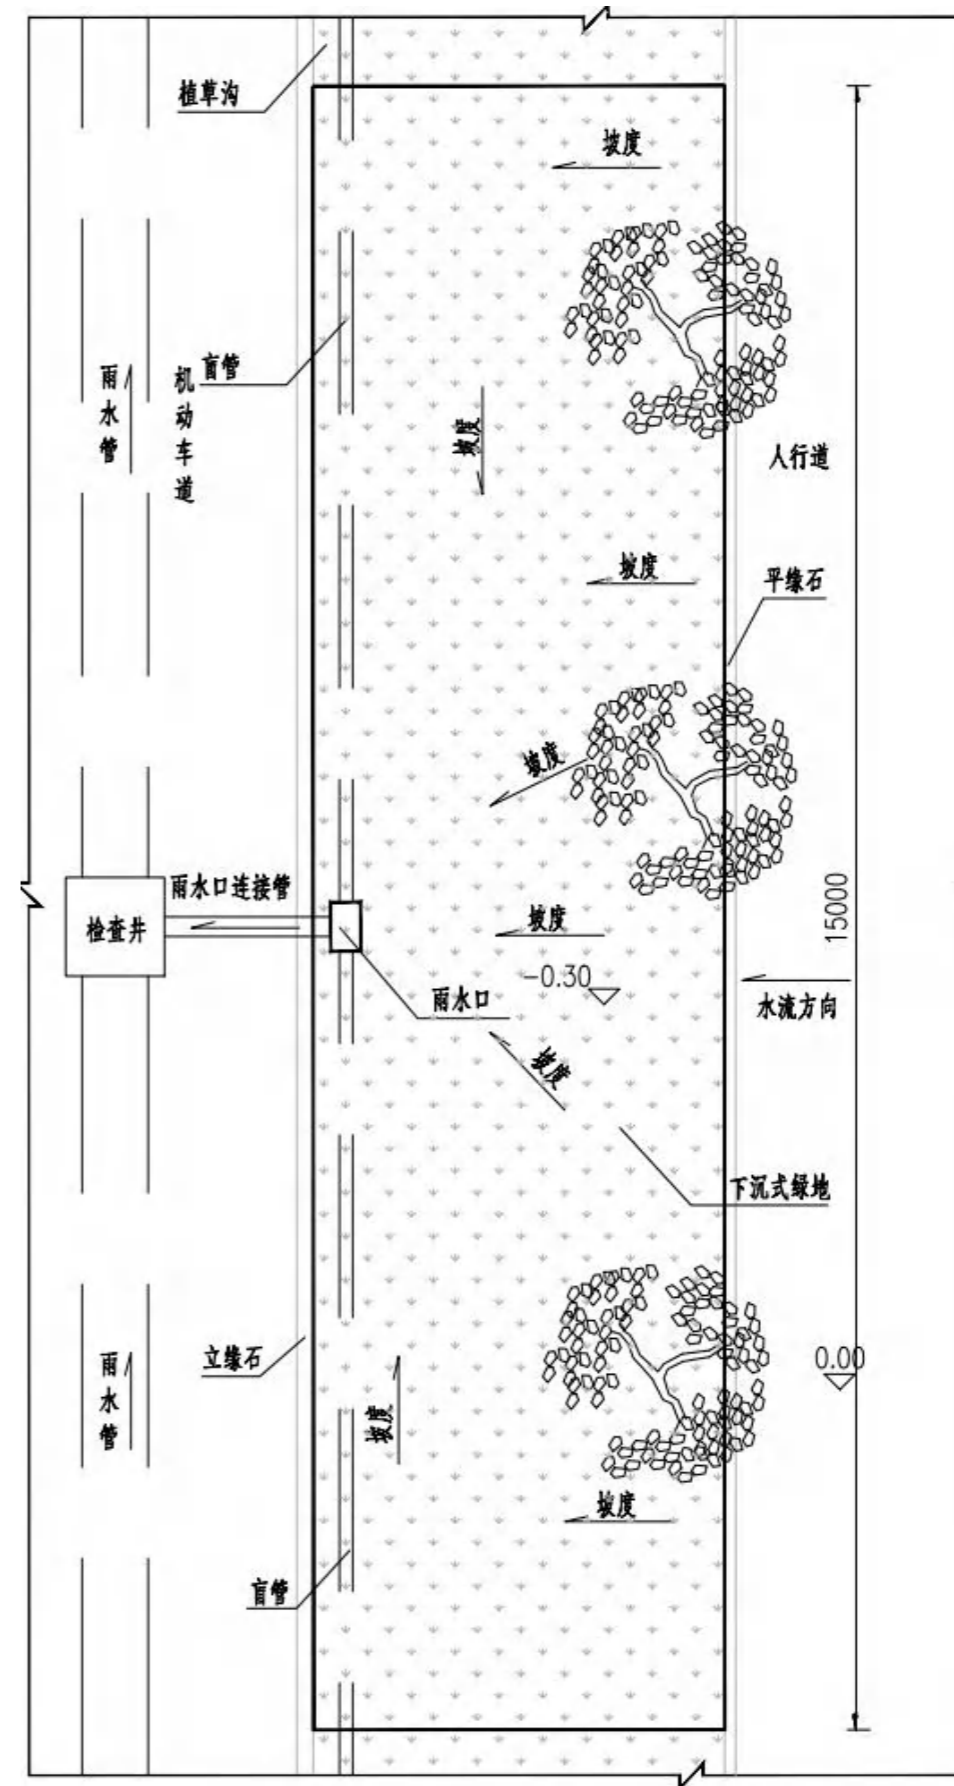 植草沟
坡度
盲管
雨水管
机动车道
坡度
人行道
坡度
平缘石
坡度
雨水口连接管
检查井
坡度
15000
-0.30
雨水口
水流方向
坡度
下沉式绿地
立缘石
雨水管
0.00
坡度
坡度
盲管